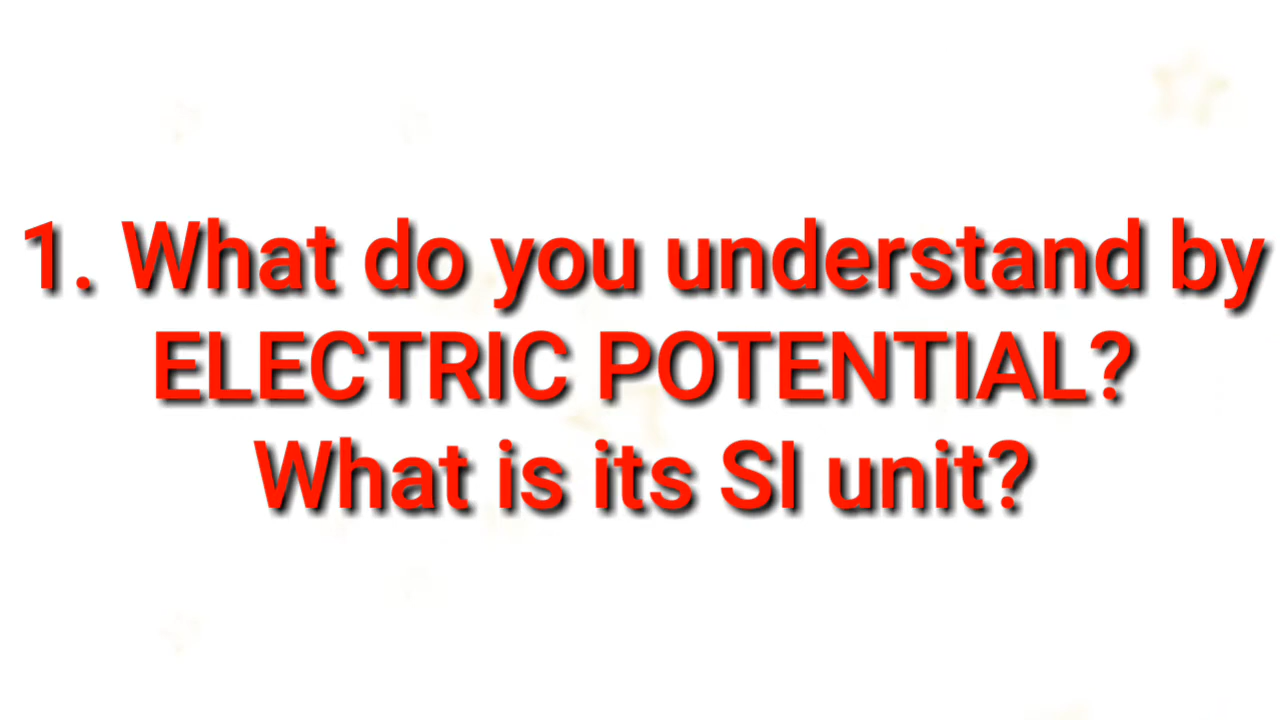 1. What do you understand by
ELECTRIC POTENTIAL?
What is its SI unit?